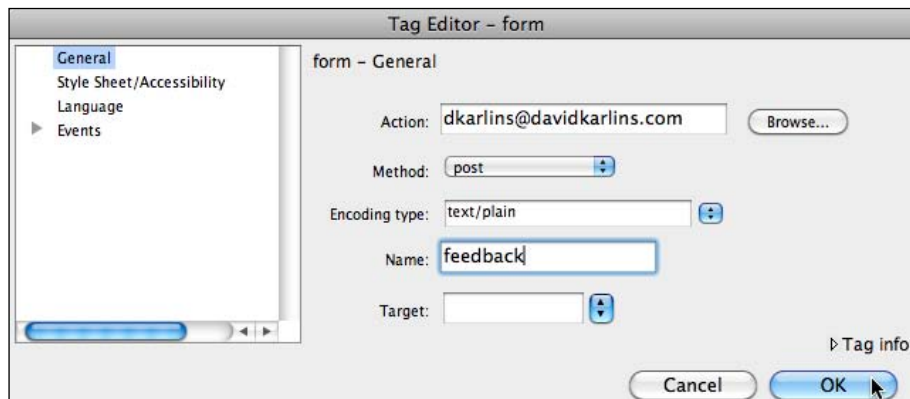 Tag Editor – form
General
Style Sheet/Accessibility
Language
Events
form – General
Action: dkarlins@davidkarlins.com Browse...
Method: post
Encoding type: text/plain
Name: feedback
Target:
Tag info
Cancel OK